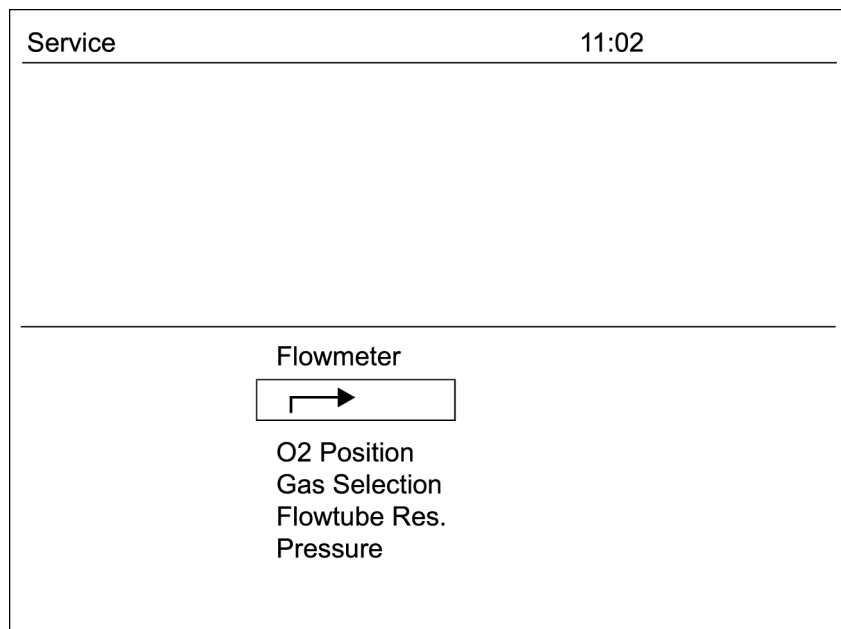 Service 11:02
Flowmeter
O2 Position
Gas Selection
Flowtube Res.
Pressure